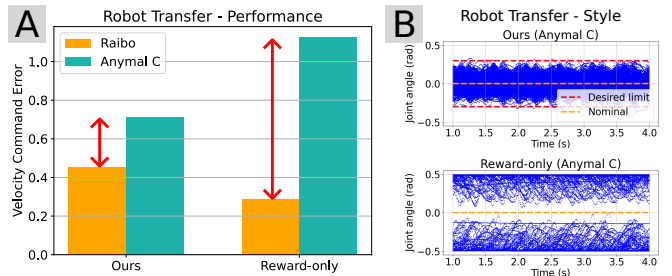 A
Robot Transfer - Performance
Raibo
Anymal C
Velocity Command Error
1.0
0.8
0.6
0.4
0.2
0.0
Ours
Reward-only
B
Robot Transfer - Style
Ours (Anymal C)
Joint angle (rad)
0.5
0.0
−0.5
Desired limit
Nominal
1.0 1.5 2.0 2.5 3.0 3.5 4.0
Time (s)
Reward-only (Anymal C)
Joint angle (rad)
0.5
0.0
−0.5
1.0 1.5 2.0 2.5 3.0 3.5 4.0
Time (s)